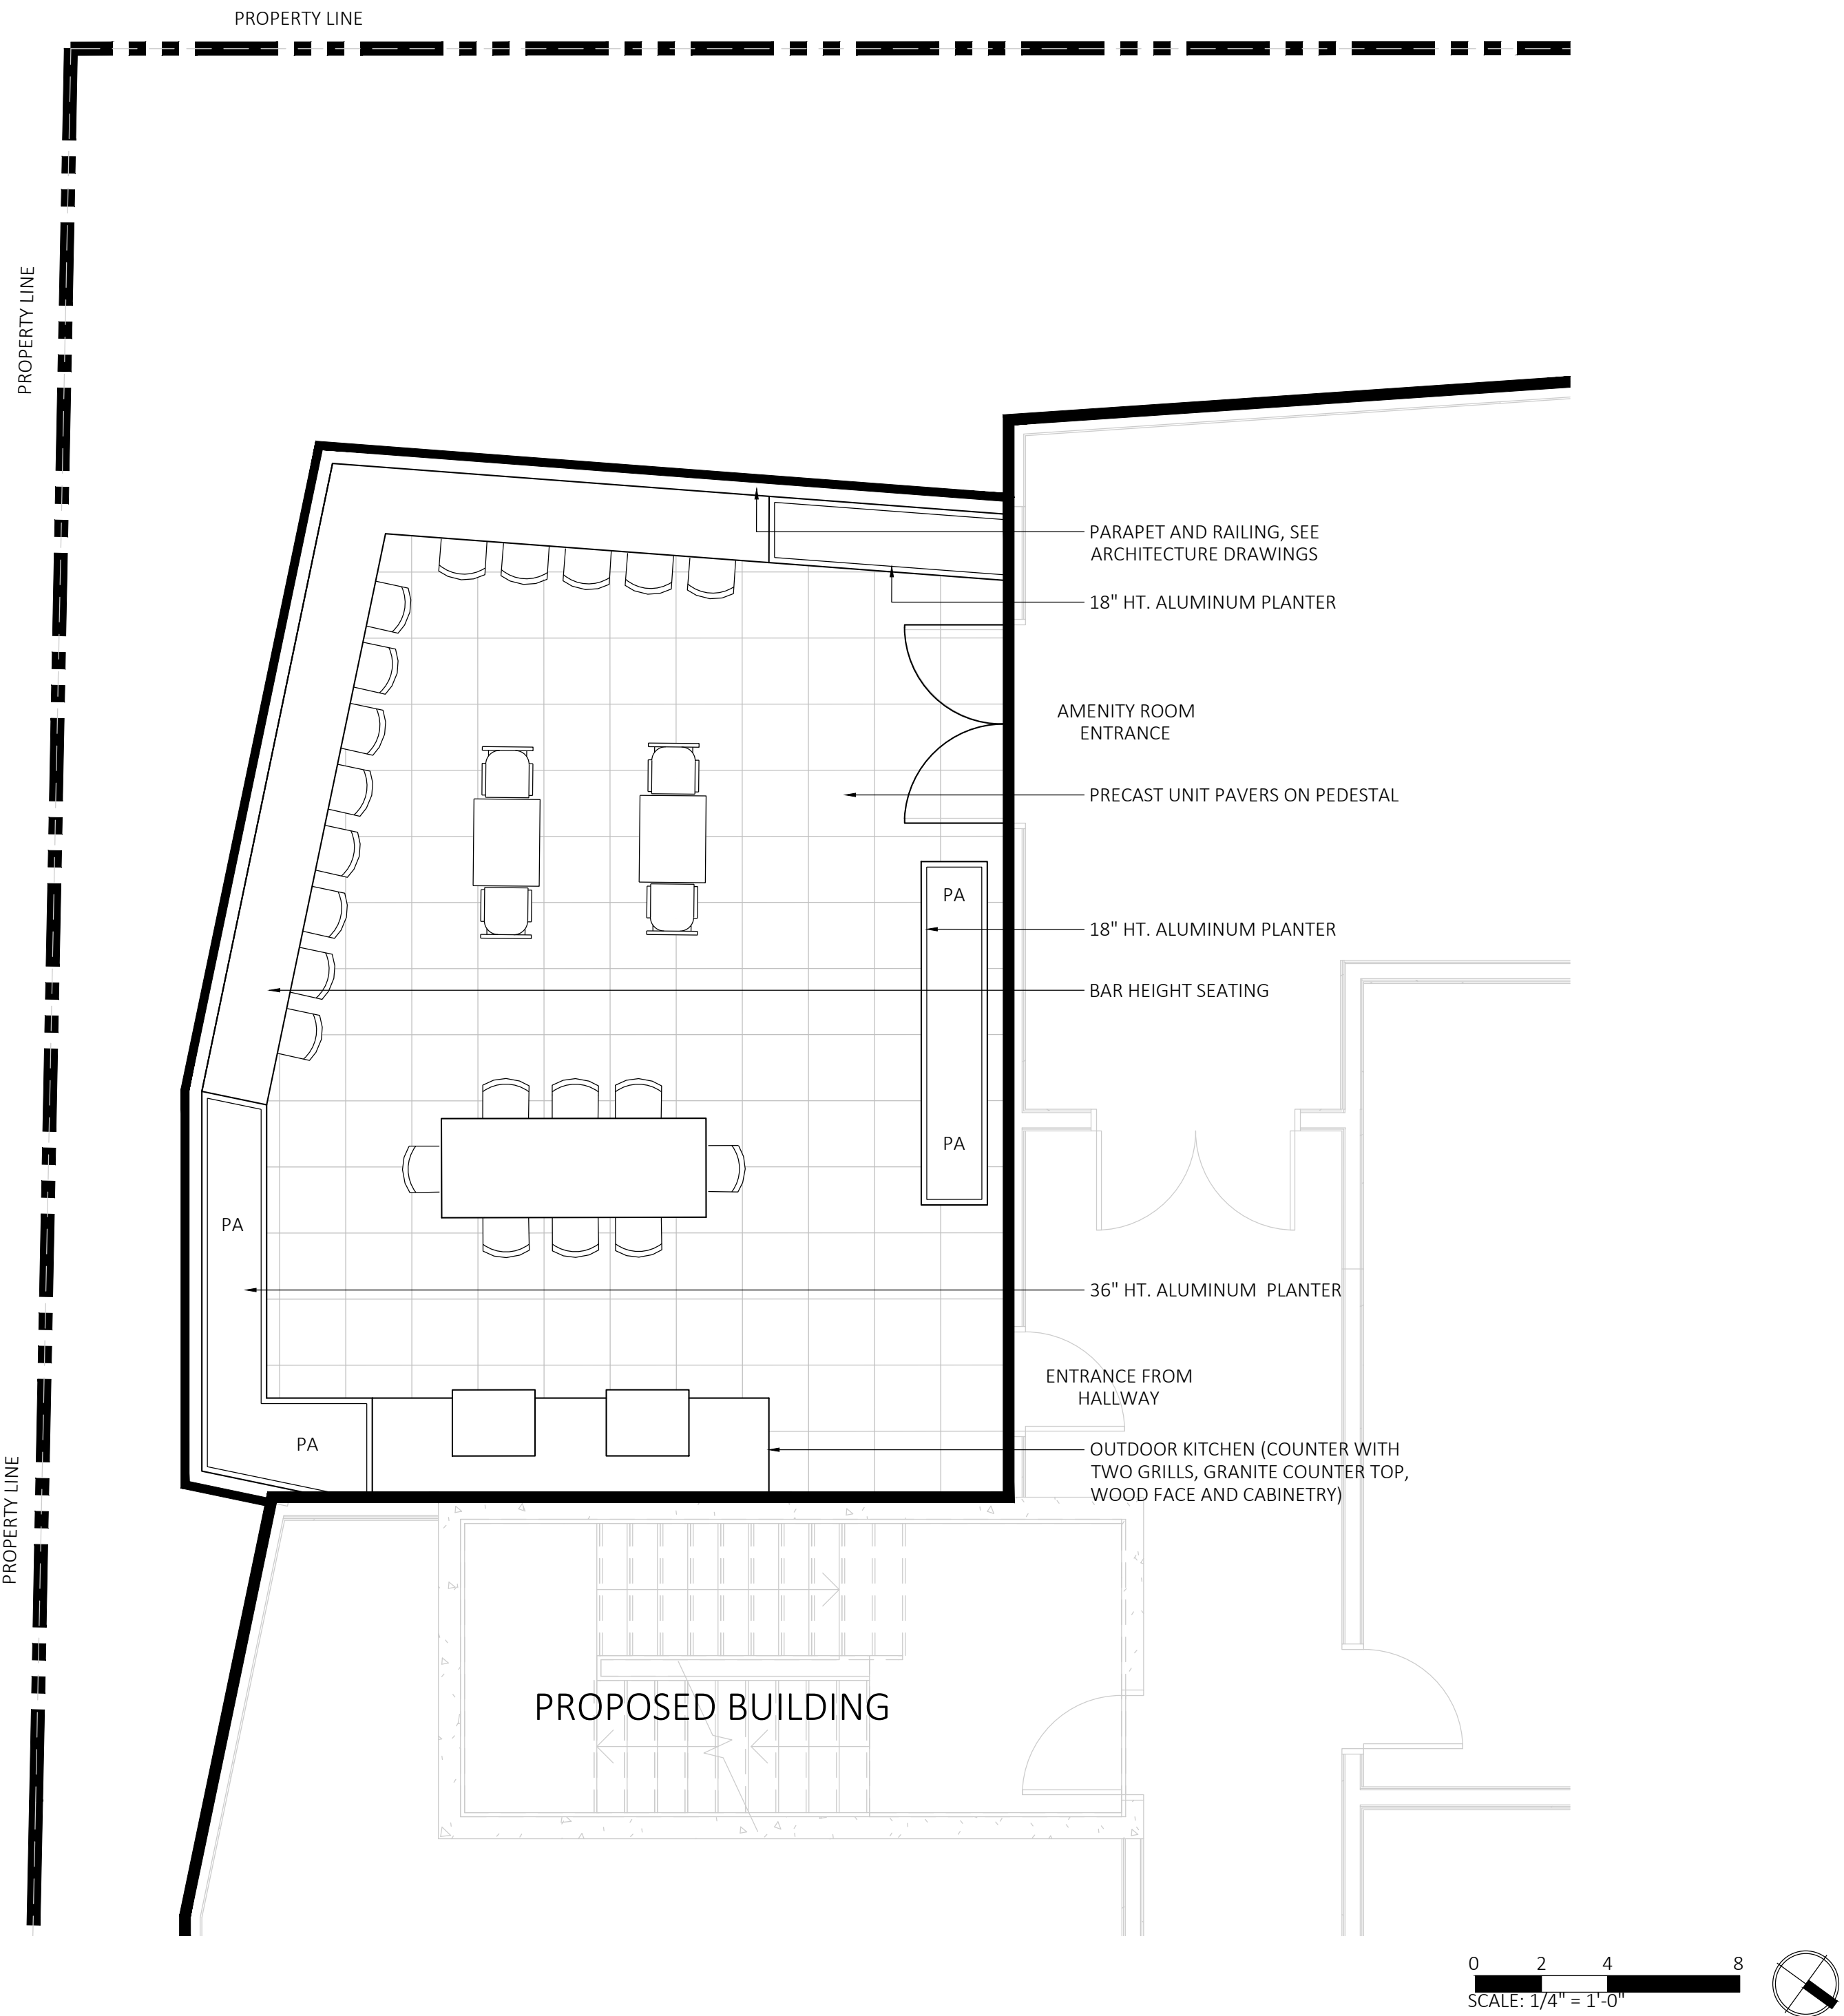 PROPERTY LINE
PROPERTY LINE
PARAPET AND RAILING, SEE
ARCHITECTURE DRAWINGS
18" HT. ALUMINUM PLANTER
AMENITY ROOM
ENTRANCE
PRECAST UNIT PAVERS ON PEDESTAL
PA
18" HT. ALUMINUM PLANTER
BAR HEIGHT SEATING
PA
PA
36" HT. ALUMINUM PLANTER
ENTRANCE FROM
HALLWAY
PA
OUTDOOR KITCHEN (COUNTER WITH
TWO GRILLS, GRANITE COUNTER TOP,
WOOD FACE AND CABINETRY)
PROPERTY LINE
PROPOSED BUILDING
0 2 4 8
SCALE: 1/4" = 1'-0"